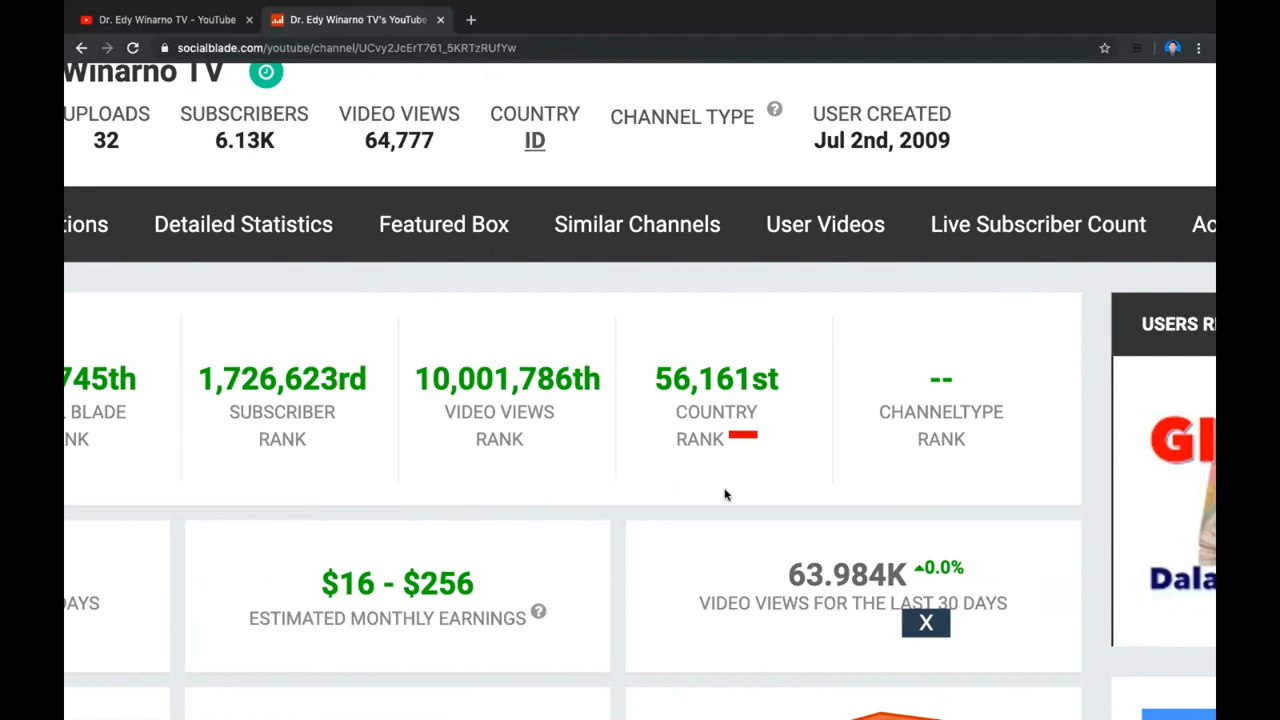 Dr. Edy Winarno TV - YouTube
Dr. Edy Winarno TV's YouTube
socialblade.com/youtube/channel/UCvy2JcErT761_5KRTzRUfYw
Winarno TV
UPLOADS SUBSCRIBERS VIDEO VIEWS COUNTRY CHANNEL TYPE ? USER CREATED
32 6.13K 64,777 ID Jul 2nd, 2009
tions Detailed Statistics Featured Box Similar Channels User Videos Live Subscriber Count Ac
USERS R
745th 1,726,623rd 10,001,786th 56,161st --
L BLADE SUBSCRIBER VIDEO VIEWS COUNTRY CHANNELTYPE
NK RANK RANK RANK RANK
GI
$16 - $256 63.984K 0.0%
DAYS ESTIMATED MONTHLY EARNINGS ? VIDEO VIEWS FOR THE LAST 30 DAYS
X
Dala